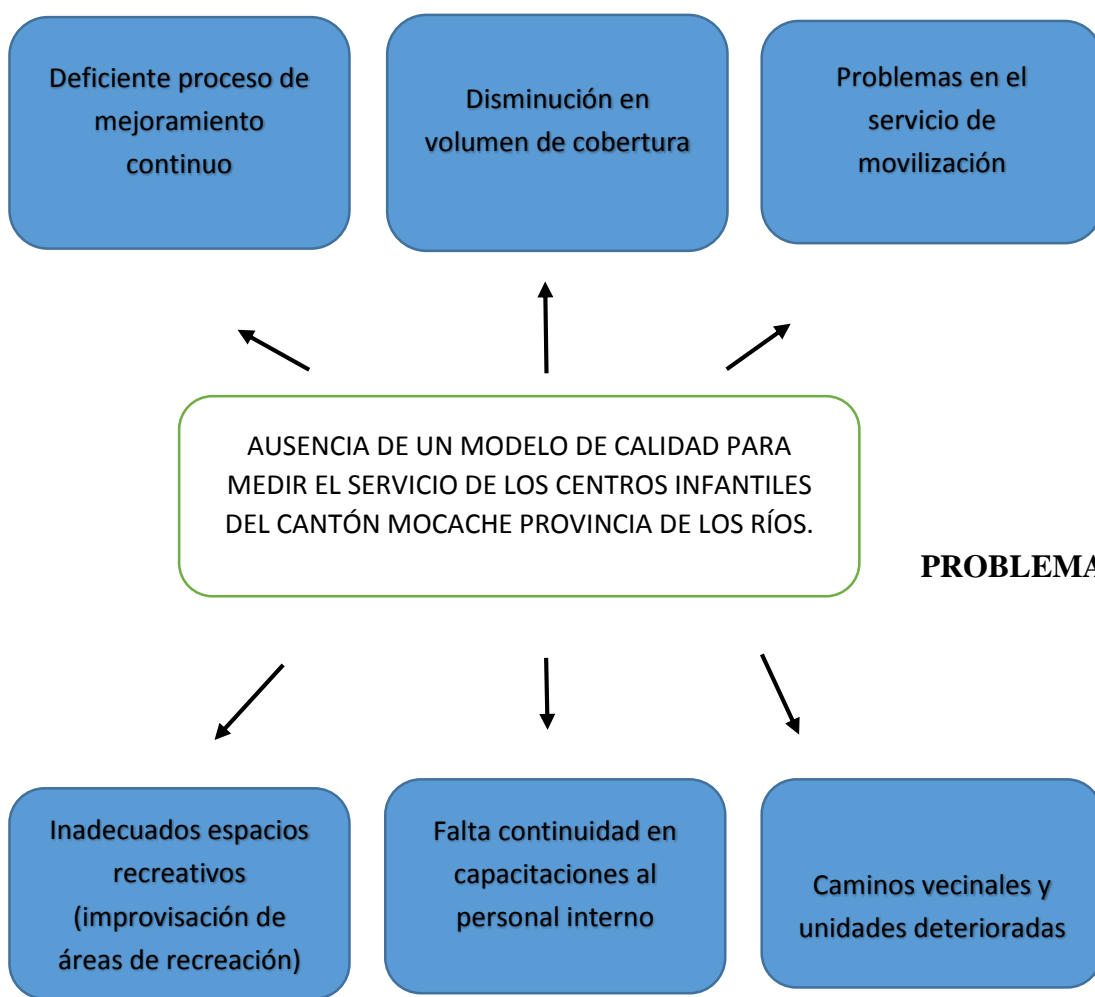 Deficiente proceso de
mejoramiento
continuo
Disminución en
volumen de cobertura
Problemas en el
servicio de
movilización
AUSENCIA DE UN MODELO DE CALIDAD PARA
MEDIR EL SERVICIO DE LOS CENTROS INFANTILES
DEL CANTÓN MOCACHE PROVINCIA DE LOS RÍOS.
PROBLEMA
Inadecuados espacios
recreativos
(improvisación de
áreas de recreación)
Falta continuidad en
capacitaciones al
personal interno
Caminos vecinales y
unidades deterioradas